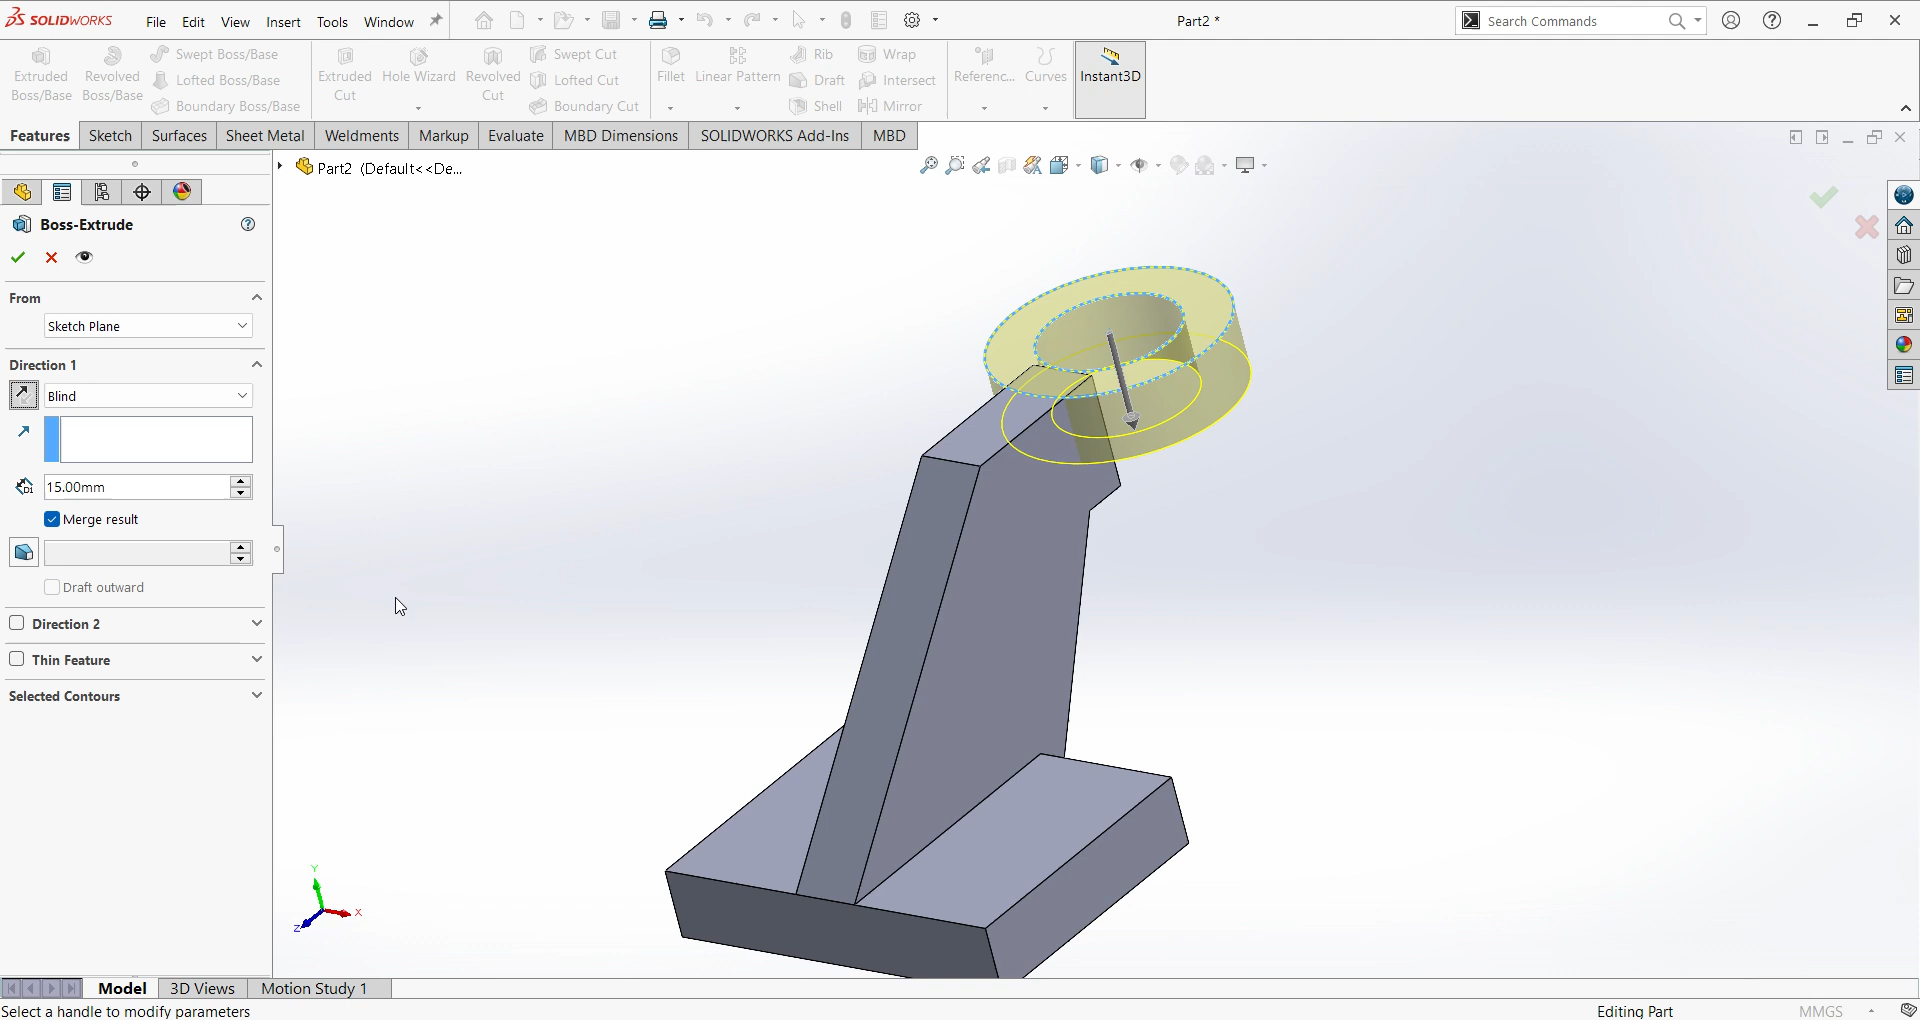 SOLIDWORKS File Edit View Insert Tools Window Part2 * Search Commands
Extruded Boss/Base
Revolved Boss/Base
Swept Boss/Base
Lofted Boss/Base
Boundary Boss/Base
Extruded Cut
Hole Wizard
Revolved Cut
Swept Cut
Lofted Cut
Boundary Cut
Fillet
Linear Pattern
Rib
Draft
Shell
Wrap
Intersect
Mirror
Referenc...
Curves
Instant3D
Features Sketch Surfaces Sheet Metal Weldments Markup Evaluate MBD Dimensions SOLIDWORKS Add-Ins MBD
Part2 (Default<<De...
Boss-Extrude
From
Sketch Plane
Direction 1
Blind
D1
15.00mm
Merge result
Draft outward
Direction 2
Thin Feature
Selected Contours
Y
X
Z
Model 3D Views Motion Study 1
Select a handle to modify parameters Editing Part MMGS